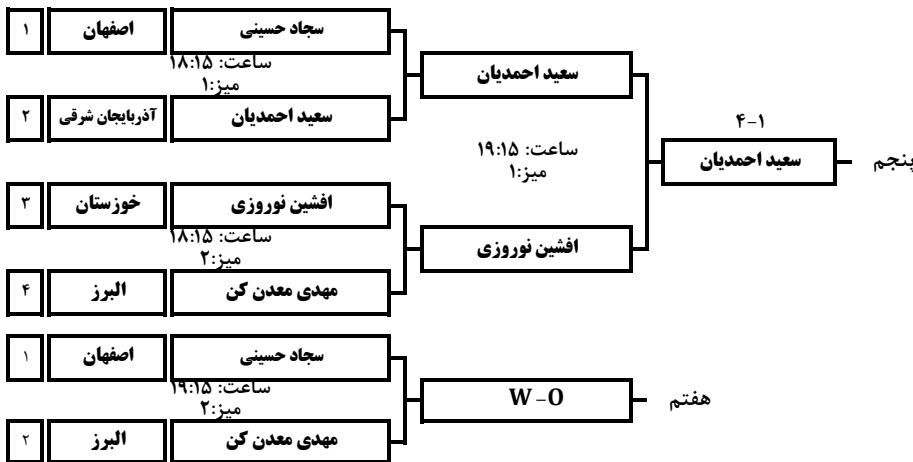 ۱ اصفهان سجاد حسینی
ساعت: ۱۸:۱۵
میز:۱
سعید احمدیان
۲ آذربایجان شرقی سعید احمدیان
۴-۱
ساعت: ۱۹:۱۵
میز:۱
سعید احمدیان
پنجم
۳ خوزستان افشین نوروزی
ساعت: ۱۸:۱۵
میز:۲
افشین نوروزی
۴ البرز مهدی معدن کن
۱ اصفهان سجاد حسینی
ساعت: ۱۹:۱۵
میز:۲
W-O
هفتم
۲ البرز مهدی معدن کن